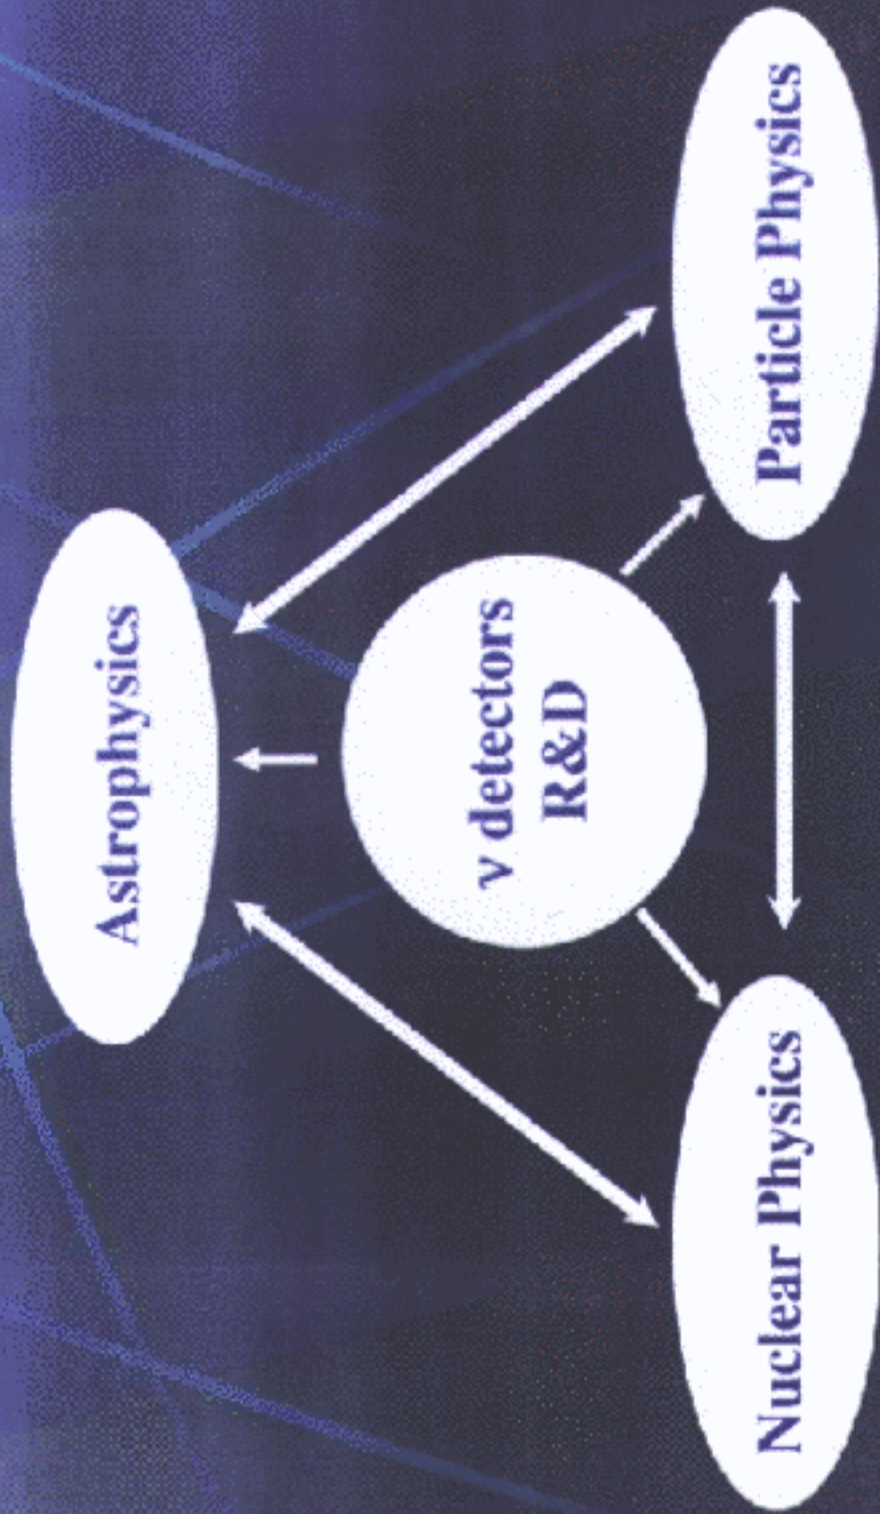 Astrophysics
ν detectors
R&D
Nuclear Physics
Particle Physics